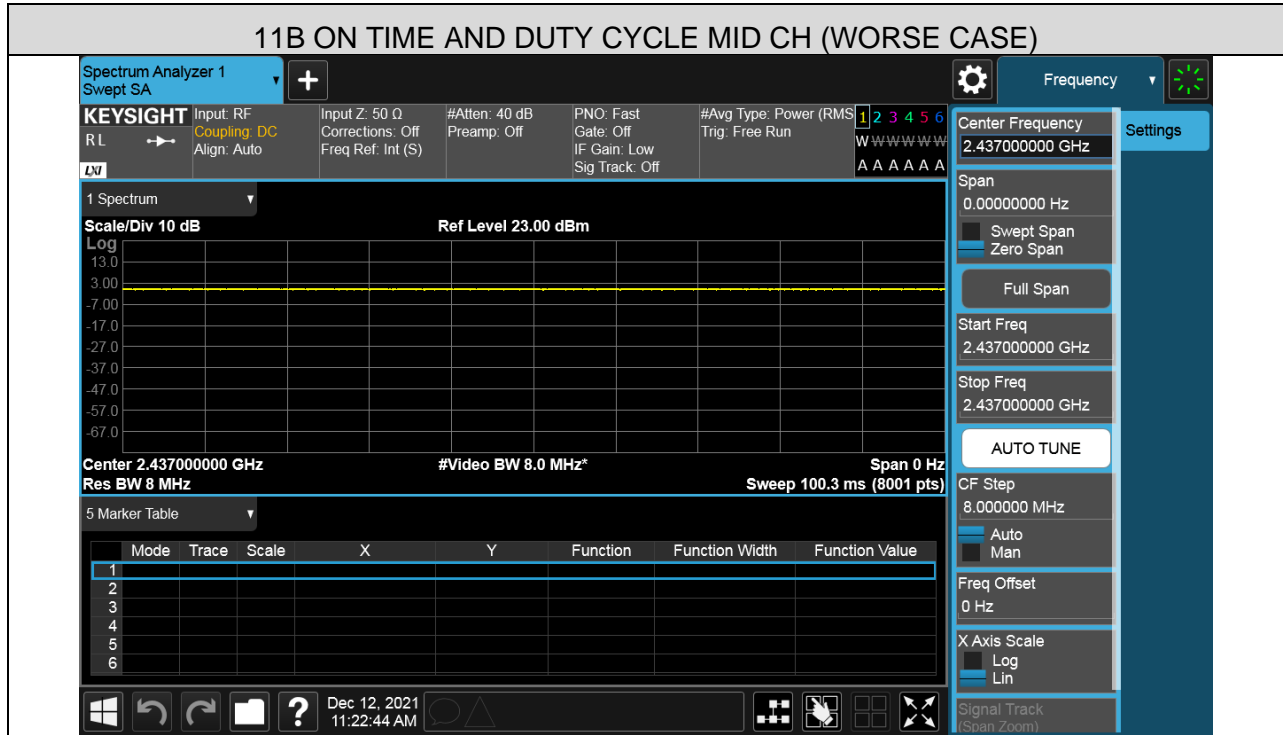 11B ON TIME AND DUTY CYCLE MID CH (WORSE CASE)
Spectrum Analyzer 1
Swept SA
Frequency
KEYSIGHT
RL
LXI
Input: RF
Coupling: DC
Align: Auto
Input Z: 50 Ω
Corrections: Off
Freq Ref: Int (S)
#Atten: 40 dB
Preamp: Off
PNO: Fast
Gate: Off
IF Gain: Low
Sig Track: Off
#Avg Type: Power (RMS
Trig: Free Run
1 2 3 4 5 6
W W W W W W
A A A A A A
1 Spectrum
Scale/Div 10 dB
Ref Level 23.00 dBm
Log
13.0
3.00
-7.00
-17.0
-27.0
-37.0
-47.0
-57.0
-67.0
Center 2.437000000 GHz
#Video BW 8.0 MHz*
Span 0 Hz
Res BW 8 MHz
Sweep 100.3 ms (8001 pts)
5 Marker Table
Mode Trace Scale X Y Function Function Width Function Value
1
2
3
4
5
6
Dec 12, 2021
11:22:44 AM
Center Frequency
2.437000000 GHz
Settings
Span
0.00000000 Hz
Swept Span
Zero Span
Full Span
Start Freq
2.437000000 GHz
Stop Freq
2.437000000 GHz
AUTO TUNE
CF Step
8.000000 MHz
Auto
Man
Freq Offset
0 Hz
X Axis Scale
Log
Lin
Signal Track
(Span Zoom)